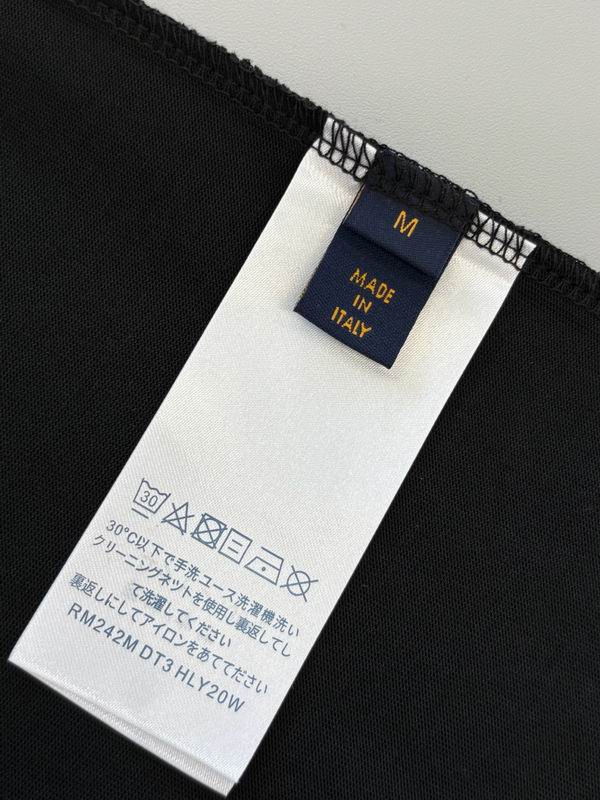 M
MADE
IN
ITALY
30
30°C以下で手洗ユース洗濯機洗い
クリーニングネットを使用し裏返してし
て洗濯してください
裏返しにしてアイロンをあててださい
RM242M DT3 HLY20W